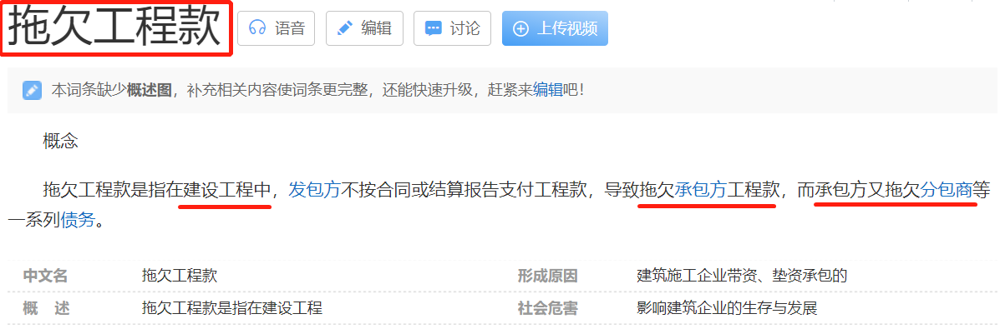 拖欠工程款 语音 编辑 讨论 上传视频
本词条缺少概述图，补充相关内容使词条更完整，还能快速升级，赶紧来编辑吧！
概念
拖欠工程款是指在建设工程中，发包方不按合同或结算报告支付工程款，导致拖欠承包方工程款，而承包方又拖欠分包商等
一系列债务。
中文名 拖欠工程款 形成原因 建筑施工企业带资、垫资承包的
概 述 拖欠工程款是指在建设工程 社会危害 影响建筑企业的生存与发展